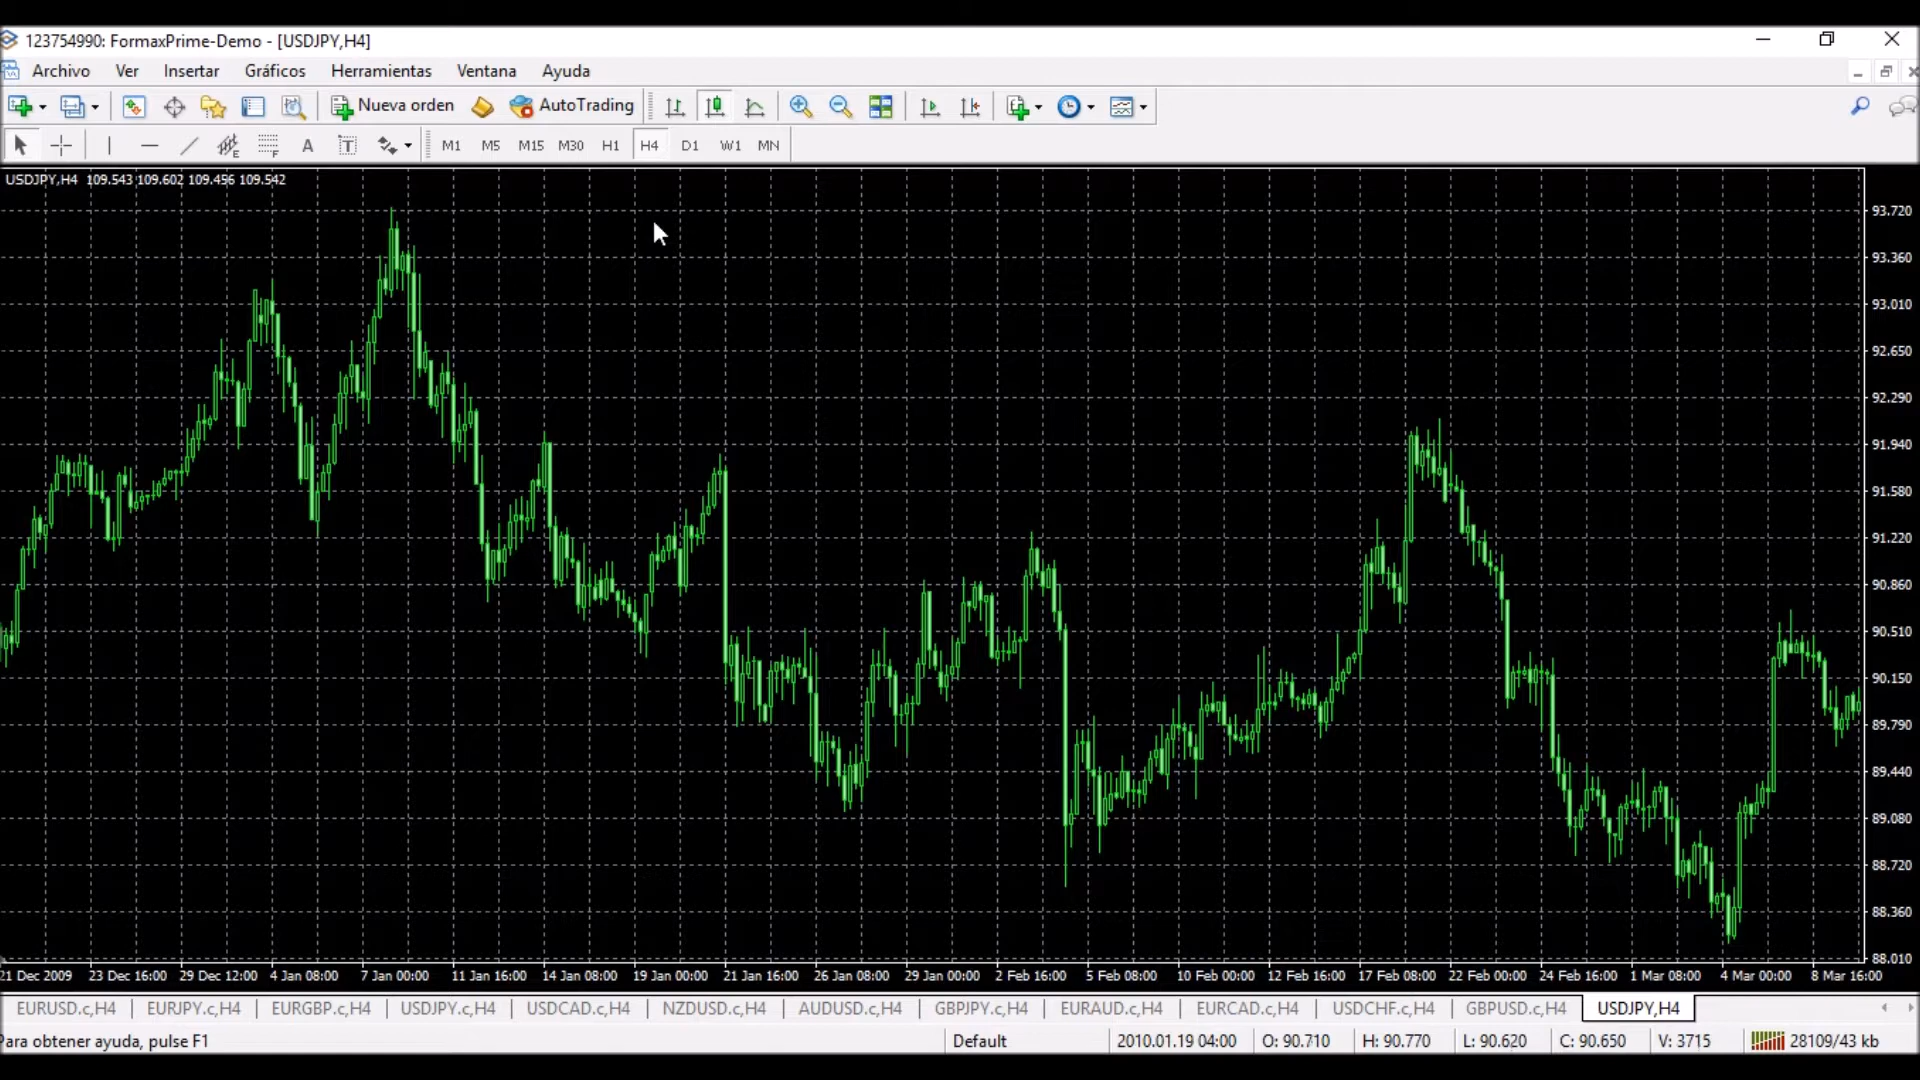 123754990: FormaxPrime-Demo - [USDJPY,H4]
Archivo Ver Insertar Gráficos Herramientas Ventana Ayuda
Nueva orden AutoTrading
A T M1 M5 M15 M30 H1 H4 D1 W1 MN
USDJPY,H4 109.543 109.602 109.456 109.542
93.720
93.360
93.010
92.650
92.290
91.940
91.580
91.220
90.860
90.510
90.150
89.790
89.440
89.080
88.720
88.360
88.010
21 Dec 2009 23 Dec 16:00 29 Dec 12:00 4 Jan 08:00 7 Jan 00:00 11 Jan 16:00 14 Jan 08:00 19 Jan 00:00 21 Jan 16:00 26 Jan 08:00 29 Jan 00:00 2 Feb 16:00 5 Feb 08:00 10 Feb 00:00 12 Feb 16:00 17 Feb 08:00 22 Feb 00:00 24 Feb 16:00 1 Mar 08:00 4 Mar 00:00 8 Mar 16:00
EURUSD.c,H4 EURJPY.c,H4 EURGBP.c,H4 USDJPY.c,H4 USDCAD.c,H4 NZDUSD.c,H4 AUDUSD.c,H4 GBPJPY.c,H4 EURAUD.c,H4 EURCAD.c,H4 USDCHF.c,H4 GBPUSD.c,H4 USDJPY,H4
Para obtener ayuda, pulse F1 Default 2010.01.19 04:00 O: 90.710 H: 90.770 L: 90.620 C: 90.650 V: 3715 28109/43 kb